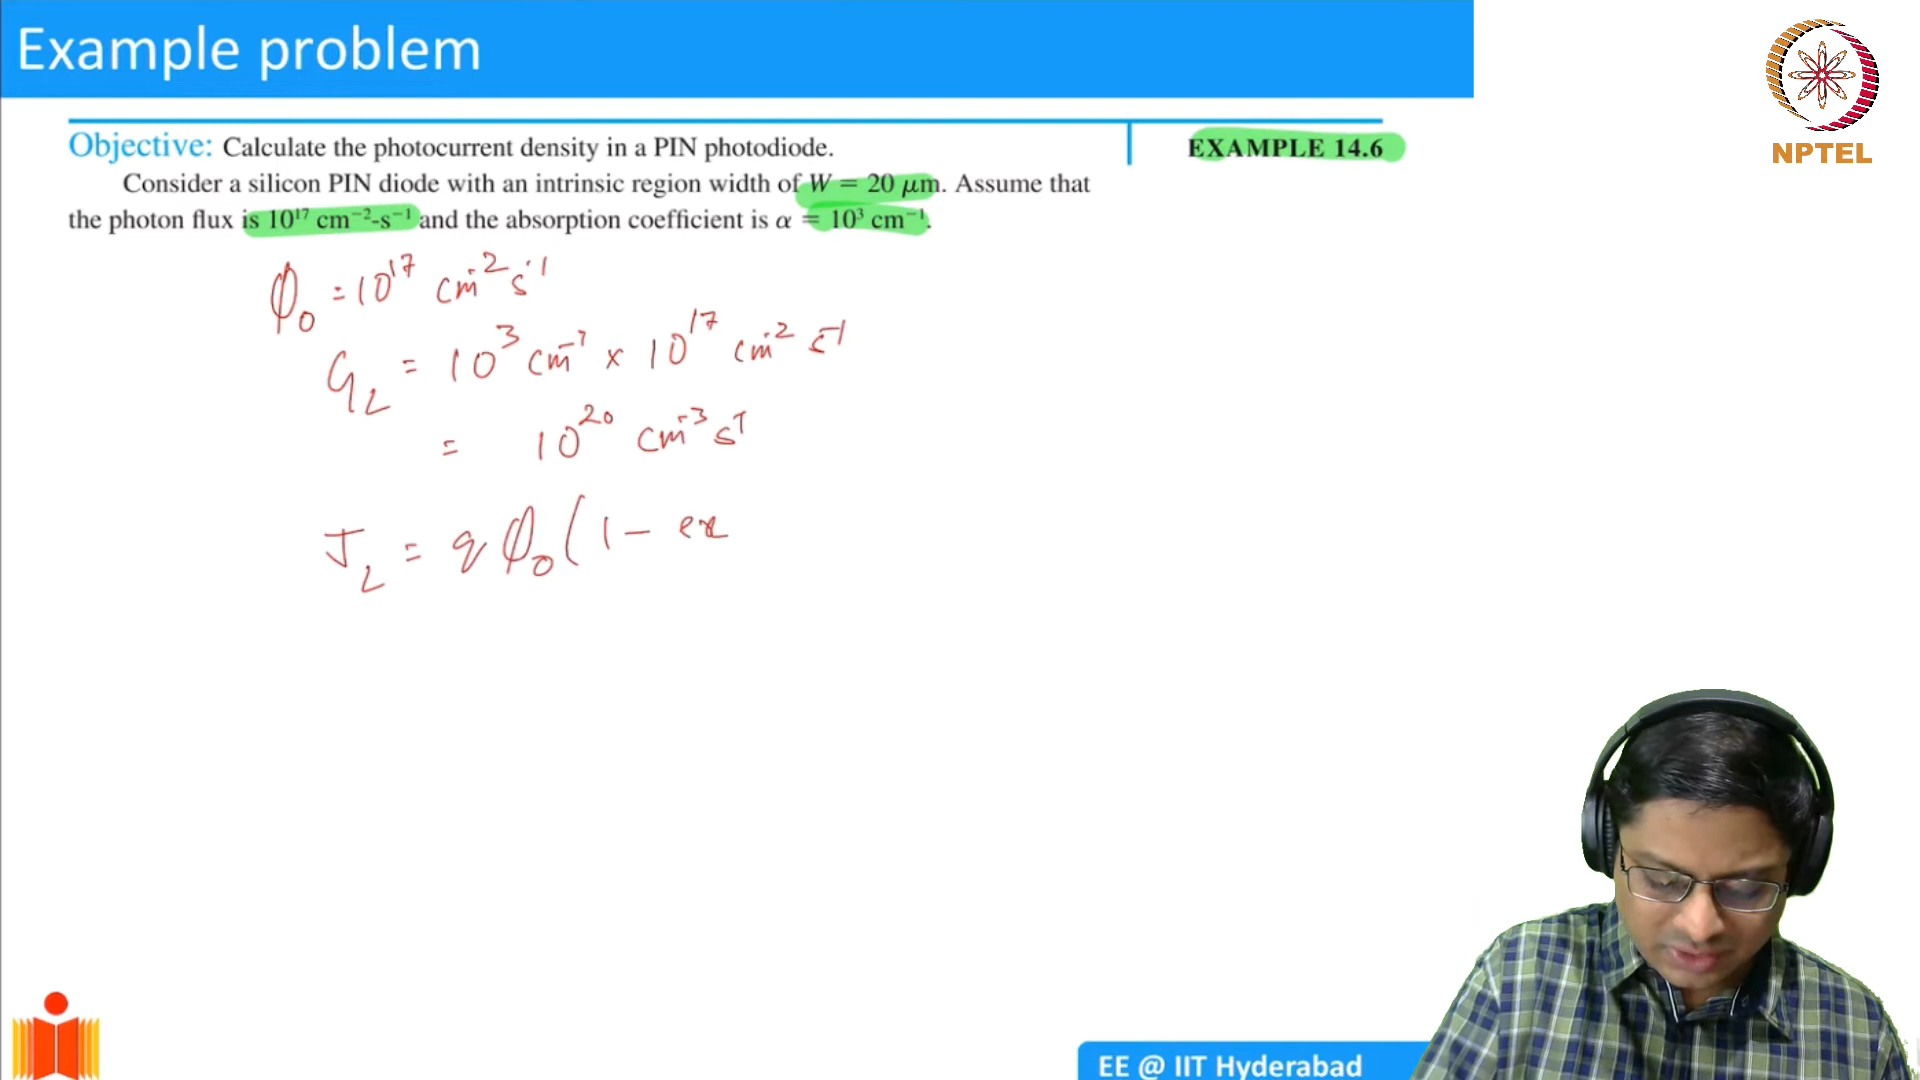 Example problem
NPTEL
Objective: Calculate the photocurrent density in a PIN photodiode.
EXAMPLE 14.6
Consider a silicon PIN diode with an intrinsic region width of W = 20 μm. Assume that
the photon flux is 10¹⁷ cm⁻²-s⁻¹ and the absorption coefficient is α = 10³ cm⁻¹.
ϕ₀ = 10¹⁷ cm⁻² s⁻¹
G_L = 10³ cm⁻¹ × 10¹⁷ cm⁻² s⁻¹
= 10²⁰ cm⁻³ s⁻¹
J_L = q ϕ₀ (1 - ex
EE @ IIT Hyderabad